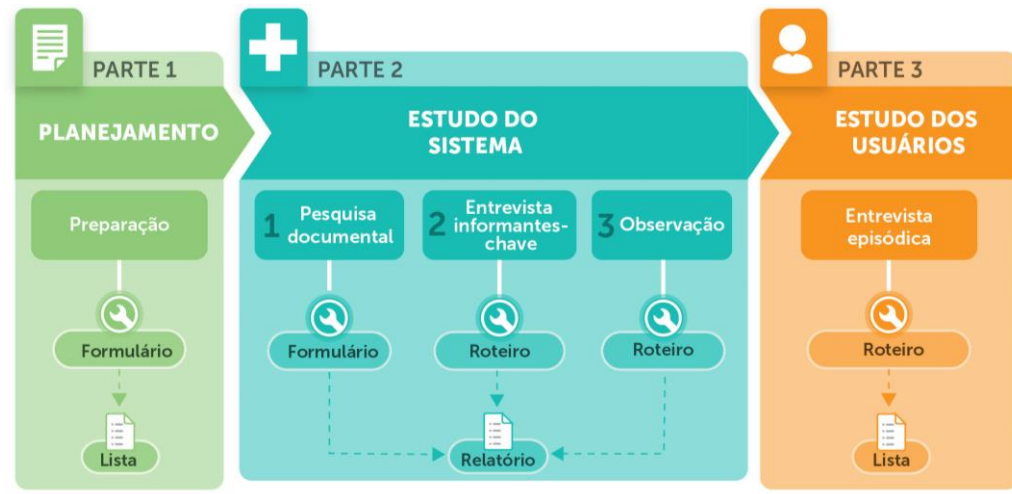 PARTE 1
PLANEJAMENTO
Preparação
Formulário
Lista
PARTE 2
ESTUDO DO
SISTEMA
1 Pesquisa
documental
Formulário
2 Entrevista
informantes-
chave
Roteiro
3 Observação
Roteiro
Relatório
PARTE 3
ESTUDO DOS
USUÁRIOS
Entrevista
episódica
Roteiro
Lista